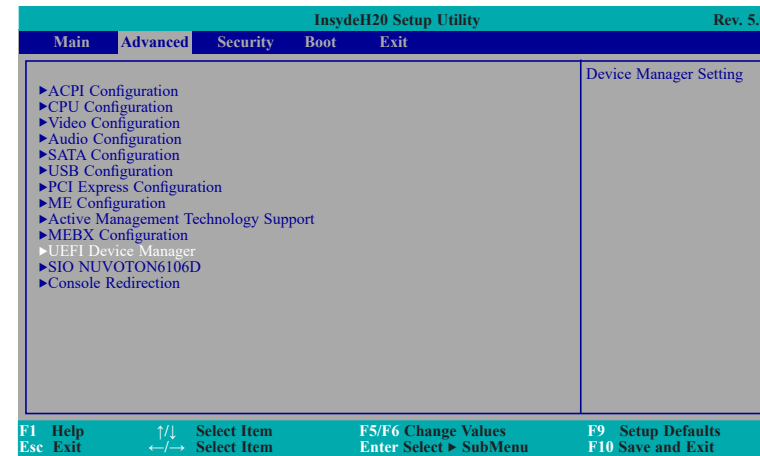 InsydeH20 Setup Utility Rev. 5.
Main Advanced Security Boot Exit
Device Manager Setting
►ACPI Configuration
►CPU Configuration
►Video Configuration
►Audio Configuration
►SATA Configuration
►USB Configuration
►PCI Express Configuration
►ME Configuration
►Active Management Technology Support
►MEBX Configuration
►UEFI Device Manager
►SIO NUVOTON6106D
►Console Redirection
F1 Help ↑/↓ Select Item F5/F6 Change Values F9 Setup Defaults
Esc Exit ←/→ Select Item Enter Select ► SubMenu F10 Save and Exit